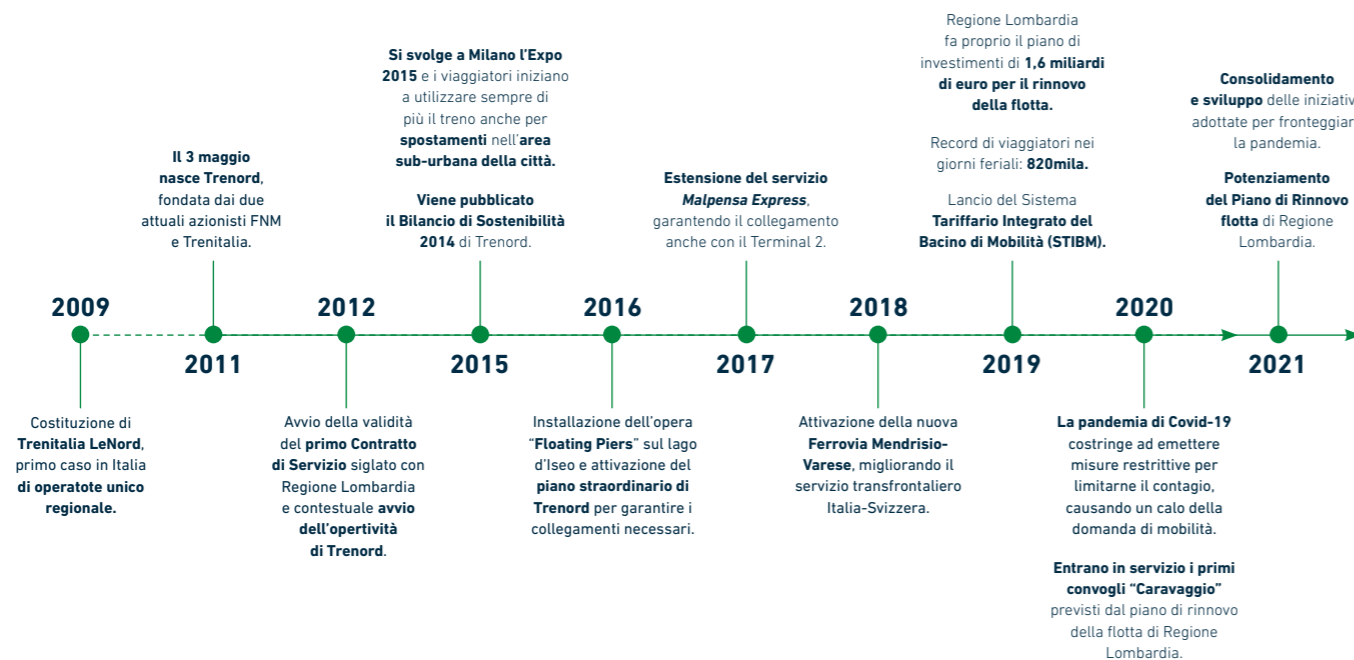 Si svolge a Milano l'Expo
2015 e i viaggiatori iniziano
a utilizzare sempre di
più il treno anche per
spostamenti nell'area
sub-urbana della città.
Viene pubblicato
il Bilancio di Sostenibilità
2014 di Trenord.
Regione Lombardia
fa proprio il piano di
investimenti di 1,6 miliardi
di euro per il rinnovo
della flotta.
Record di viaggiatori nei
giorni feriali: 820mila.
Lancio del Sistema
Tariffario Integrato del
Bacino di Mobilità (STIBM).
Consolidamento
e sviluppo delle iniziativ
adottate per fronteggiar
la pandemia.
Potenziamento
del Piano di Rinnovo
flotta di Regione
Lombardia.
Il 3 maggio
nasce Trenord,
fondata dai due
attuali azionisti FNM
e Trenitalia.
Estensione del servizio
Malpensa Express,
garantendo il collegamento
anche con il Terminal 2.
2009
2012
2016
2018
2020
2011
2015
2017
2019
2021
Costituzione di
Trenitalia LeNord,
primo caso in Italia
di operatote unico
regionale.
Avvio della validità
del primo Contratto
di Servizio siglato con
Regione Lombardia
e contestuale avvio
dell'opertività
di Trenord.
Installazione dell'opera
“Floating Piers” sul lago
d'Iseo e attivazione del
piano straordinario di
Trenord per garantire i
collegamenti necessari.
Attivazione della nuova
Ferrovia Mendrisio-
Varese, migliorando il
servizio transfrontaliero
Italia-Svizzera.
La pandemia di Covid-19
costringe ad emettere
misure restrittive per
limitarne il contagio,
causando un calo della
domanda di mobilità.
Entrano in servizio i primi
convogli “Caravaggio”
previsti dal piano di rinnovo
della flotta di Regione
Lombardia.